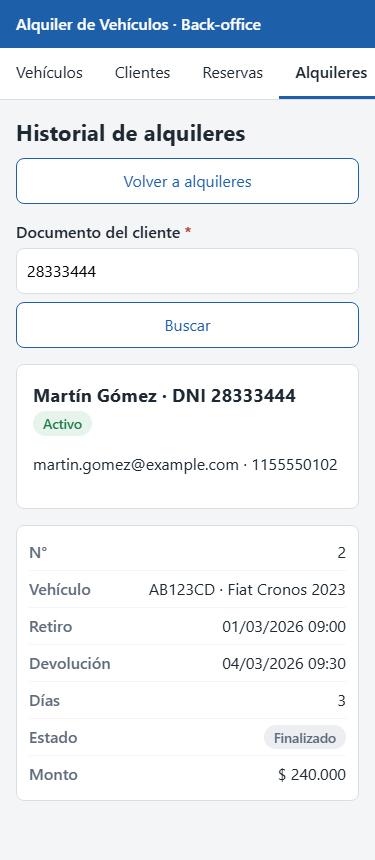 Alquiler de Vehículos · Back-office
Vehículos Clientes Reservas Alquileres
Historial de alquileres
Volver a alquileres
Documento del cliente *
28333444
Buscar
Martín Gómez · DNI 28333444
Activo
martin.gomez@example.com · 1155550102
N° 2
Vehículo AB123CD · Fiat Cronos 2023
Retiro 01/03/2026 09:00
Devolución 04/03/2026 09:30
Días 3
Estado Finalizado
Monto $ 240.000